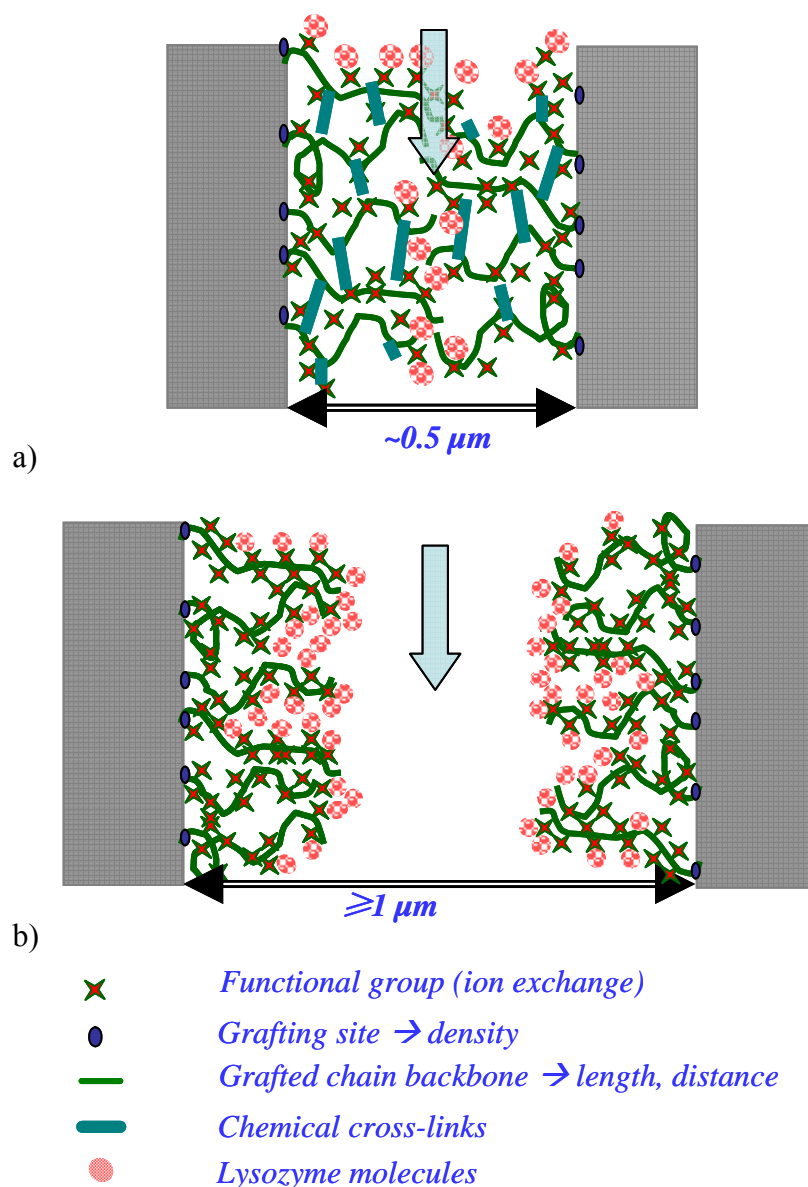 ~0.5 μm
a)
⩾1 μm
b)
Functional group (ion exchange)
Grafting site → density
Grafted chain backbone → length, distance
Chemical cross-links
Lysozyme molecules